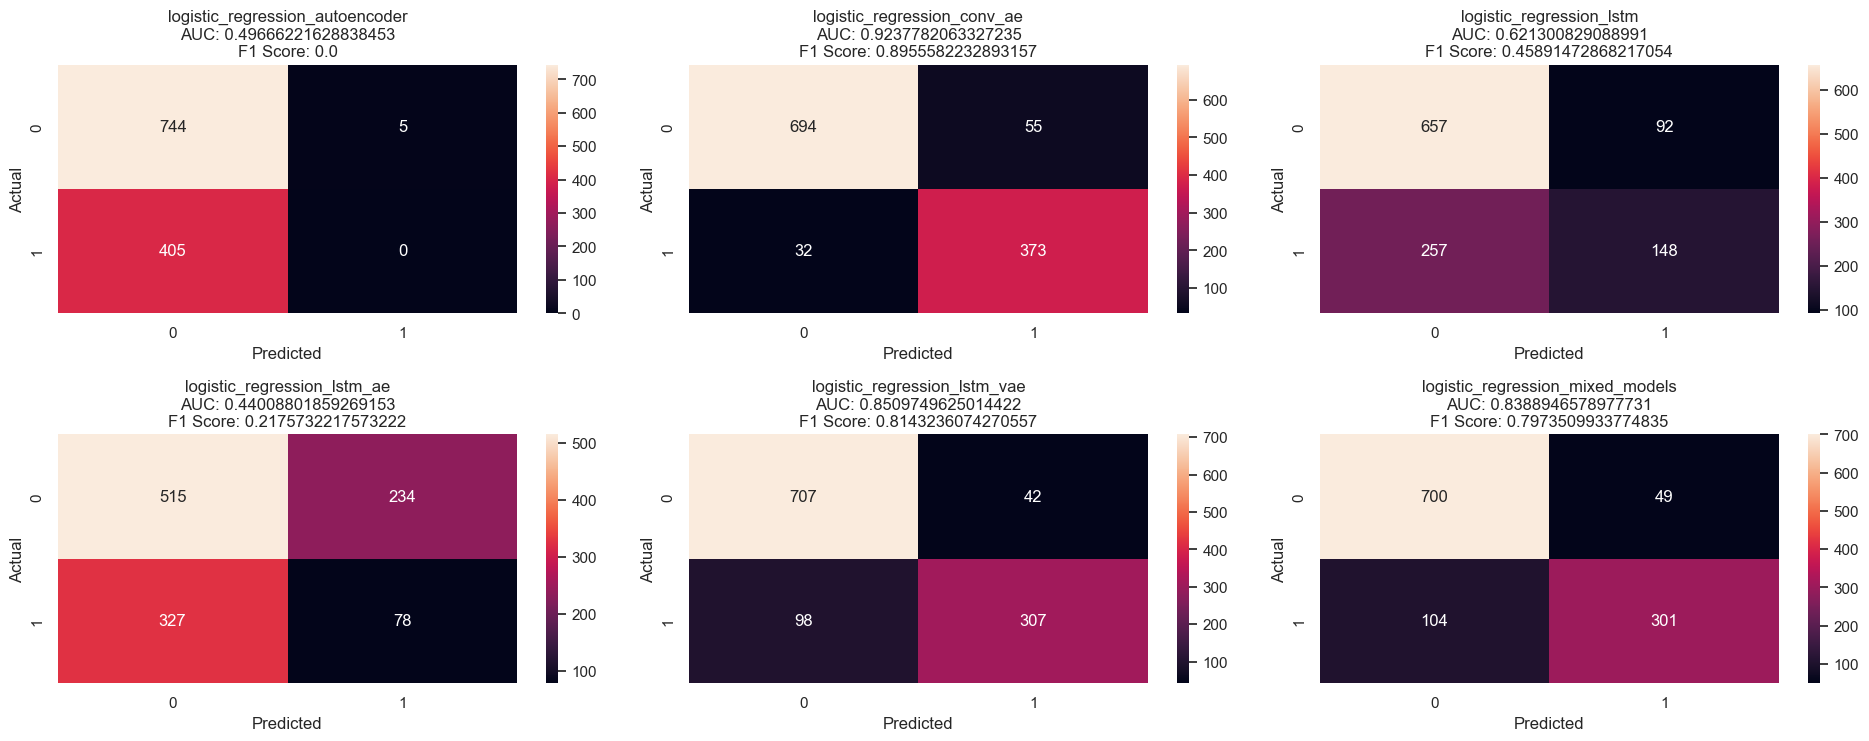 logistic_regression_autoencoder
AUC: 0.49666221628838453
F1 Score: 0.0
700
600
500
400
300
200
100
0
744
5
405
0
0
1
Actual
0
1
Predicted
logistic_regression_conv_ae
AUC: 0.9237782063327235
F1 Score: 0.8955582232893157
600
500
400
300
200
100
694
55
32
373
0
1
Actual
0
1
Predicted
logistic_regression_lstm
AUC: 0.621300829088991
F1 Score: 0.45891472868217054
600
500
400
300
200
100
657
92
257
148
0
1
Actual
0
1
Predicted
logistic_regression_lstm_ae
AUC: 0.44008801859269153
F1 Score: 0.2175732217573222
500
400
300
200
100
515
234
327
78
0
1
Actual
0
1
Predicted
logistic_regression_lstm_vae
AUC: 0.8509749625014422
F1 Score: 0.8143236074270557
700
600
500
400
300
200
100
707
42
98
307
0
1
Actual
0
1
Predicted
logistic_regression_mixed_models
AUC: 0.8388946578977731
F1 Score: 0.7973509933774835
700
600
500
400
300
200
100
700
49
104
301
0
1
Actual
0
1
Predicted